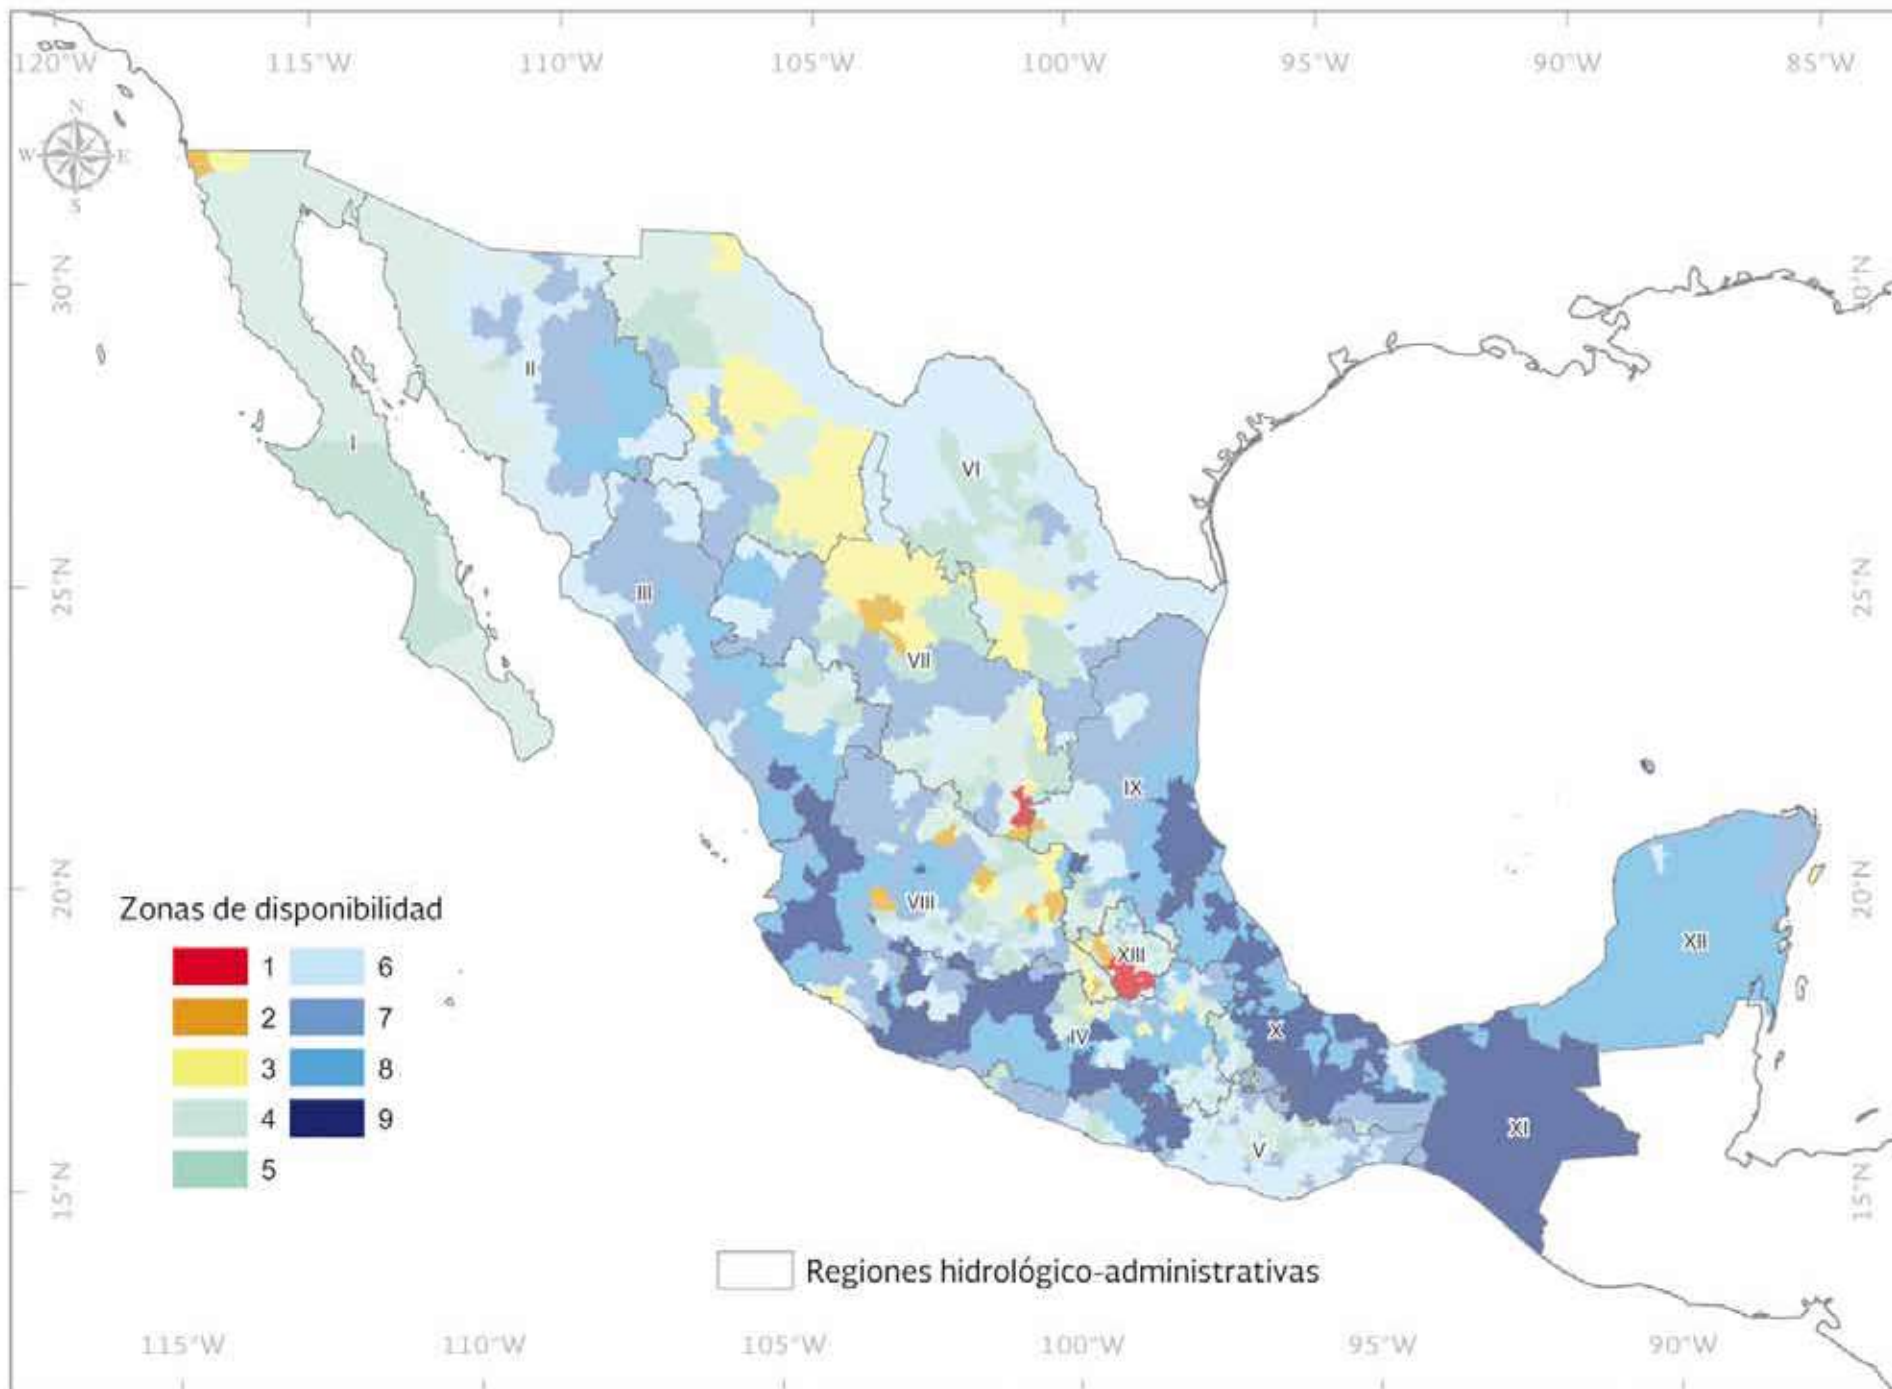 120°W 115°W 110°W 105°W 100°W 95°W 90°W 85°W
N
W E
S
30°N
30°N
II
I
VI
25°N
III
25°N
VII
IX
20°N
VIII
20°N
XIII
XII
Zonas de disponibilidad
1 6
2 7
3 8
4 9
5
X
IV
XI
V
15°N
15°N
Regiones hidrológico-administrativas
115°W 110°W 105°W 100°W 95°W 90°W